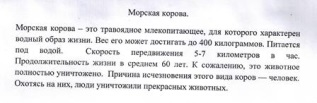 Морская корова.
Морская корова – это травоядное млекопитающее, для которого характерен
водный образ жизни. Вес его может достигать до 400 килограммов. Питается
под водой. Скорость передвижения 5-7 километров в час.
Продолжительность жизни в среднем 60 лет. К сожалению, это животное
полностью уничтожено. Причина исчезновения этого вида коров — человек.
Охотясь на них, люди уничтожили прекрасных животных.